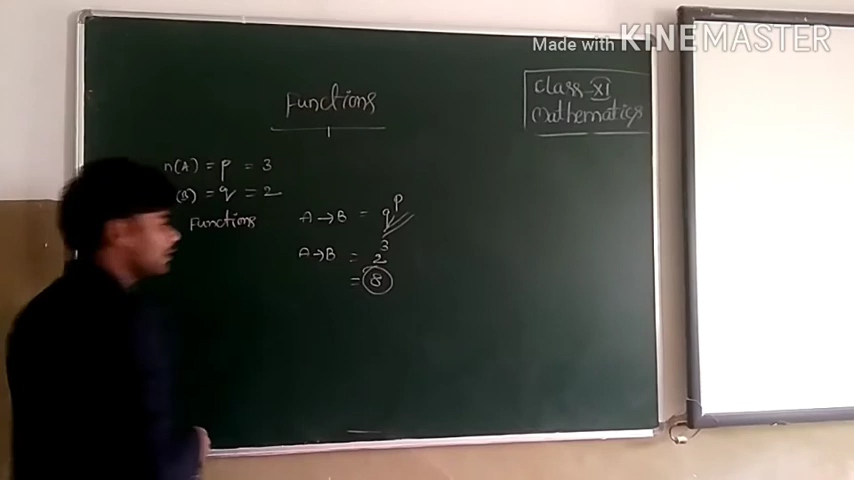 Made with KINEMASTER
Class-XI
Mathematics
Functions
n(A) = p = 3
(B) = q = 2
Functions
A→B = q^p
A→B = 2^3
= 8